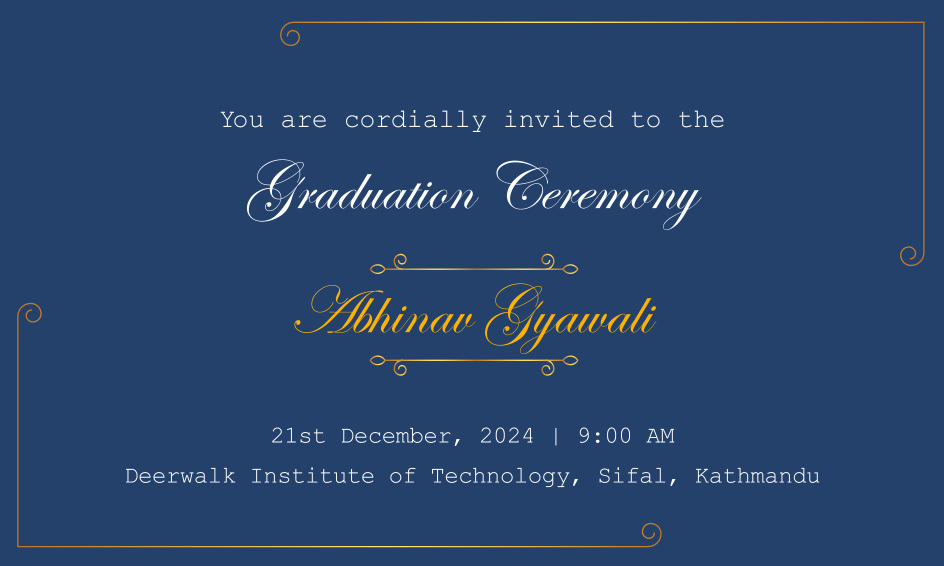 You are cordially invited to the
Graduation Ceremony
Abhinav Gyawali
21st December, 2024 | 9:00 AM
Deerwalk Institute of Technology, Sifal, Kathmandu